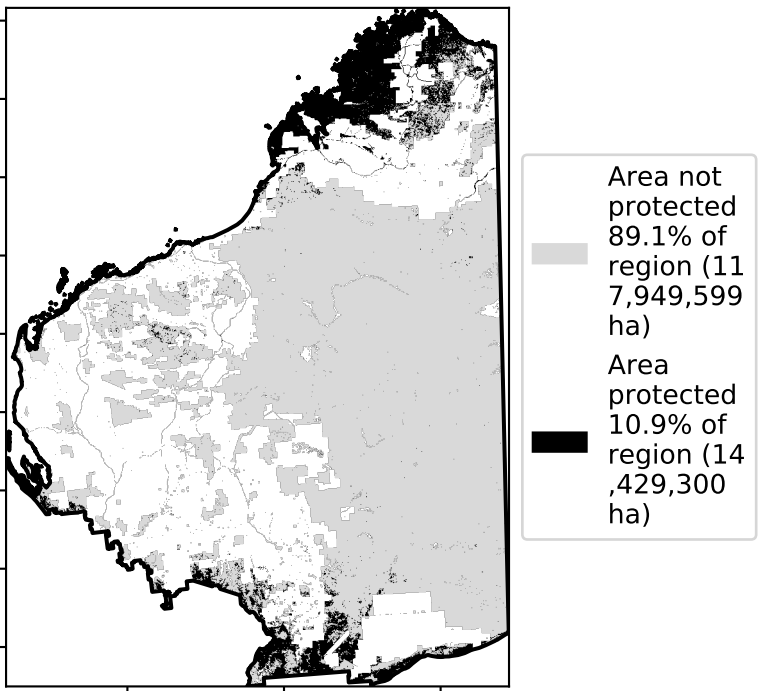 Area not
protected
89.1% of
region (11
7,949,599
ha)
Area
protected
10.9% of
region (14
,429,300
ha)